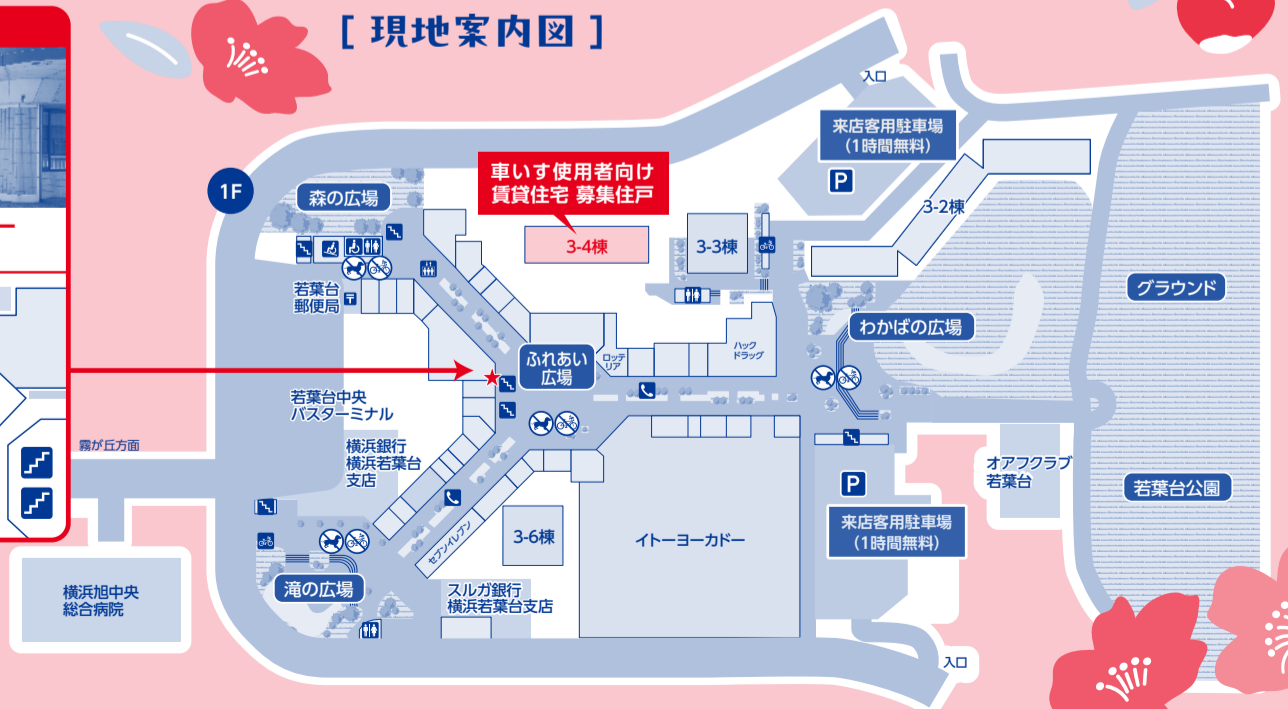 [ 現地案内図 ]
入口
来店客用駐車場
(1時間無料)
P
1F
森の広場
車いす使用者向け
賃貸住宅 募集住戸
3-4棟
3-3棟
3-2棟
グラウンド
若葉台
郵便局
〒
わかばの広場
ふれあい
広場
ロッテ
リア
ハック
ドラッグ
若葉台中央
バスターミナル
霧が丘方面
横浜銀行
横浜若葉台
支店
オアフクラブ
若葉台
若葉台公園
P
来店客用駐車場
(1時間無料)
セブンイレブン
3-6棟
イトーヨーカドー
滝の広場
スルガ銀行
横浜若葉台支店
横浜旭中央
総合病院
入口